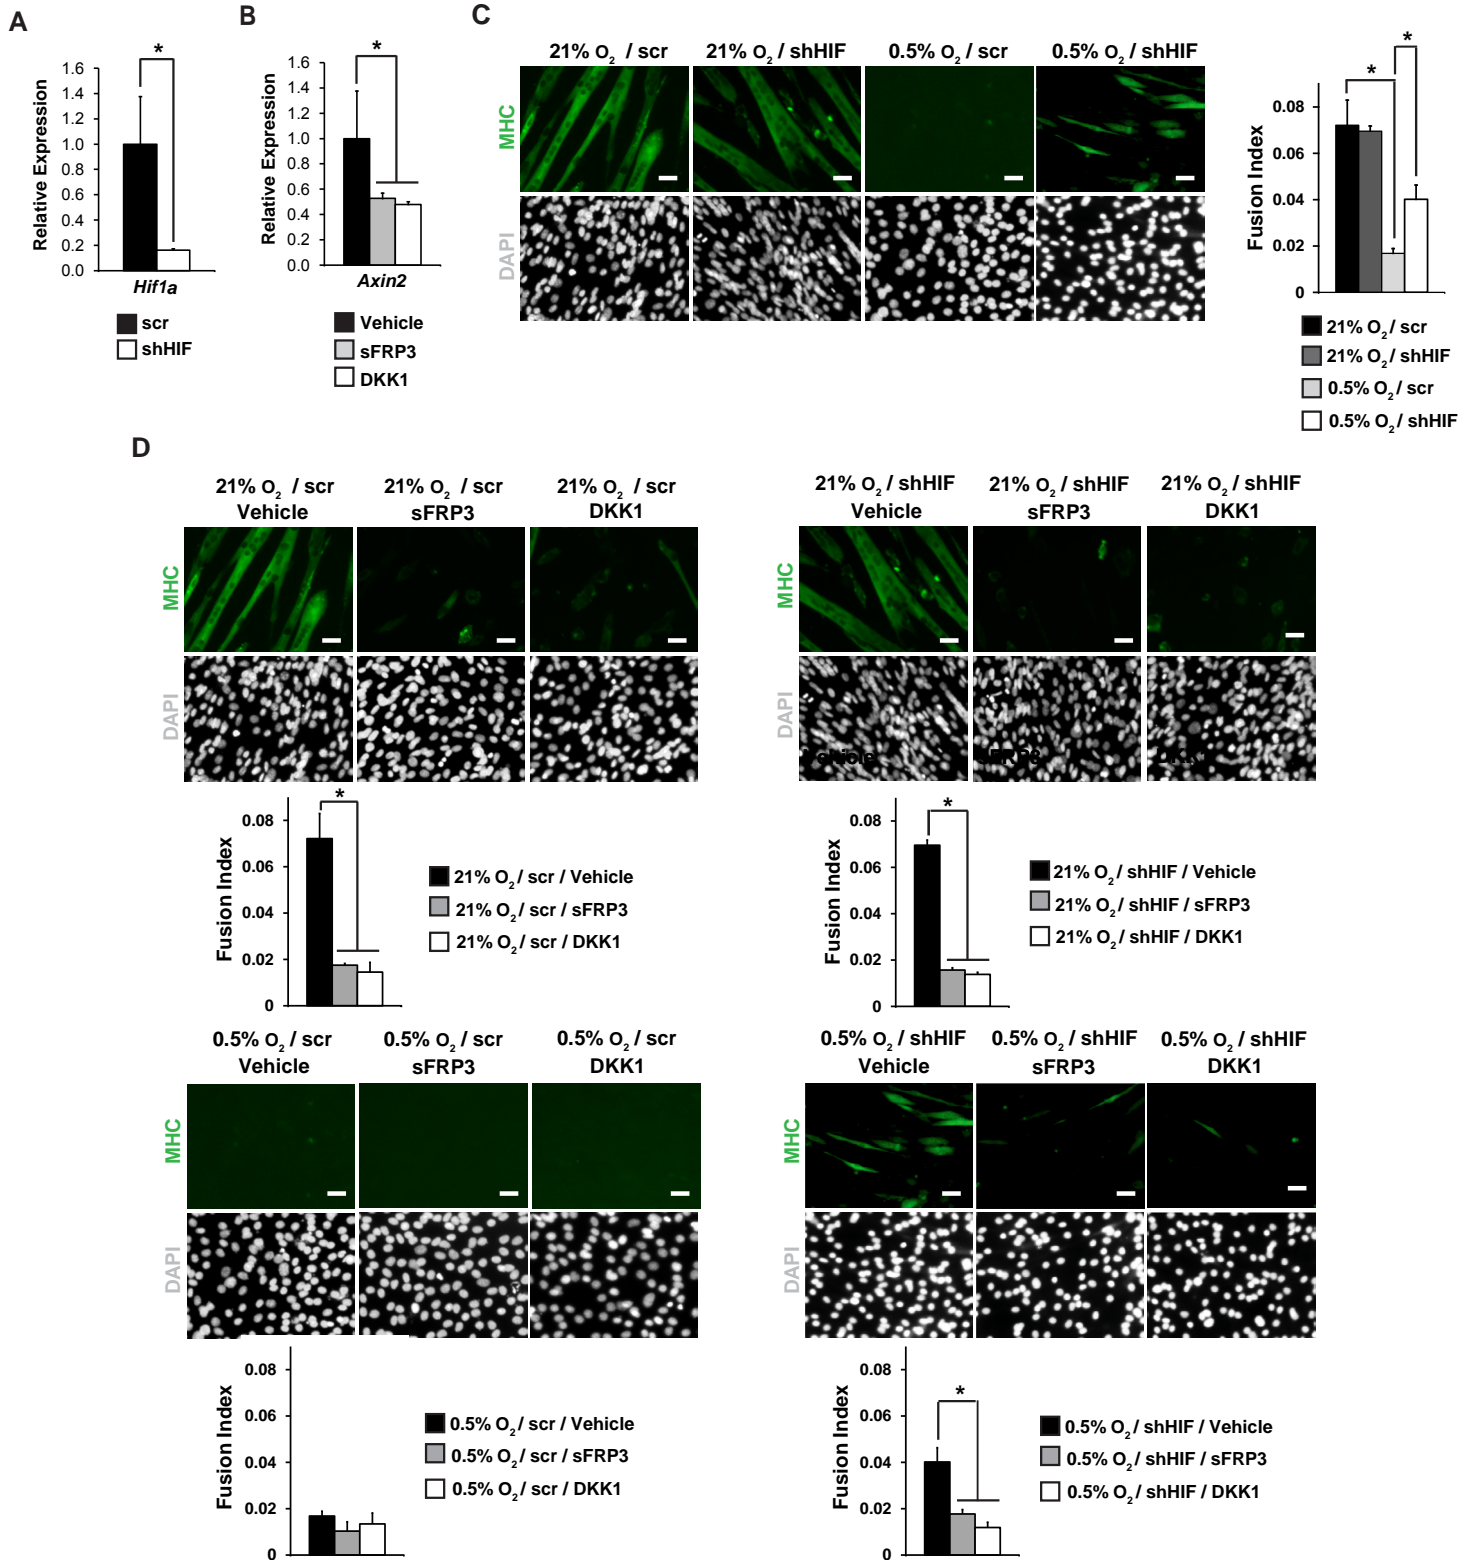 A
*
Relative Expression
1.6
1.4
1.2
1.0
0.8
0.6
0.4
0.2
0.0
Hif1a
scr
shHIF
B
*
Relative Expression
1.6
1.4
1.2
1.0
0.8
0.6
0.4
0.2
0.0
Axin2
Vehicle
sFRP3
DKK1
C
21% O2 / scr
21% O2 / shHIF
0.5% O2 / scr
0.5% O2 / shHIF
MHC
DAPI
*
*
Fusion Index
0.08
0.06
0.04
0.02
0
21% O2 / scr
21% O2 / shHIF
0.5% O2 / scr
0.5% O2 / shHIF
D
21% O2 / scr
Vehicle
21% O2 / scr
sFRP3
21% O2 / scr
DKK1
MHC
DAPI
*
Fusion Index
0.08
0.06
0.04
0.02
0
21% O2 / scr / Vehicle
21% O2 / scr / sFRP3
21% O2 / scr / DKK1
21% O2 / shHIF
Vehicle
21% O2 / shHIF
sFRP3
21% O2 / shHIF
DKK1
MHC
DAPI
Vehicle
sFRP3
DKK1
*
Fusion Index
0.08
0.06
0.04
0.02
0
21% O2 / shHIF / Vehicle
21% O2 / shHIF / sFRP3
21% O2 / shHIF / DKK1
0.5% O2 / scr
Vehicle
0.5% O2 / scr
sFRP3
0.5% O2 / scr
DKK1
MHC
DAPI
Fusion Index
0.08
0.06
0.04
0.02
0
0.5% O2 / scr / Vehicle
0.5% O2 / scr / sFRP3
0.5% O2 / scr / DKK1
0.5% O2 / shHIF
Vehicle
0.5% O2 / shHIF
sFRP3
0.5% O2 / shHIF
DKK1
MHC
DAPI
*
Fusion Index
0.08
0.06
0.04
0.02
0
0.5% O2 / shHIF / Vehicle
0.5% O2 / shHIF / sFRP3
0.5% O2 / shHIF / DKK1